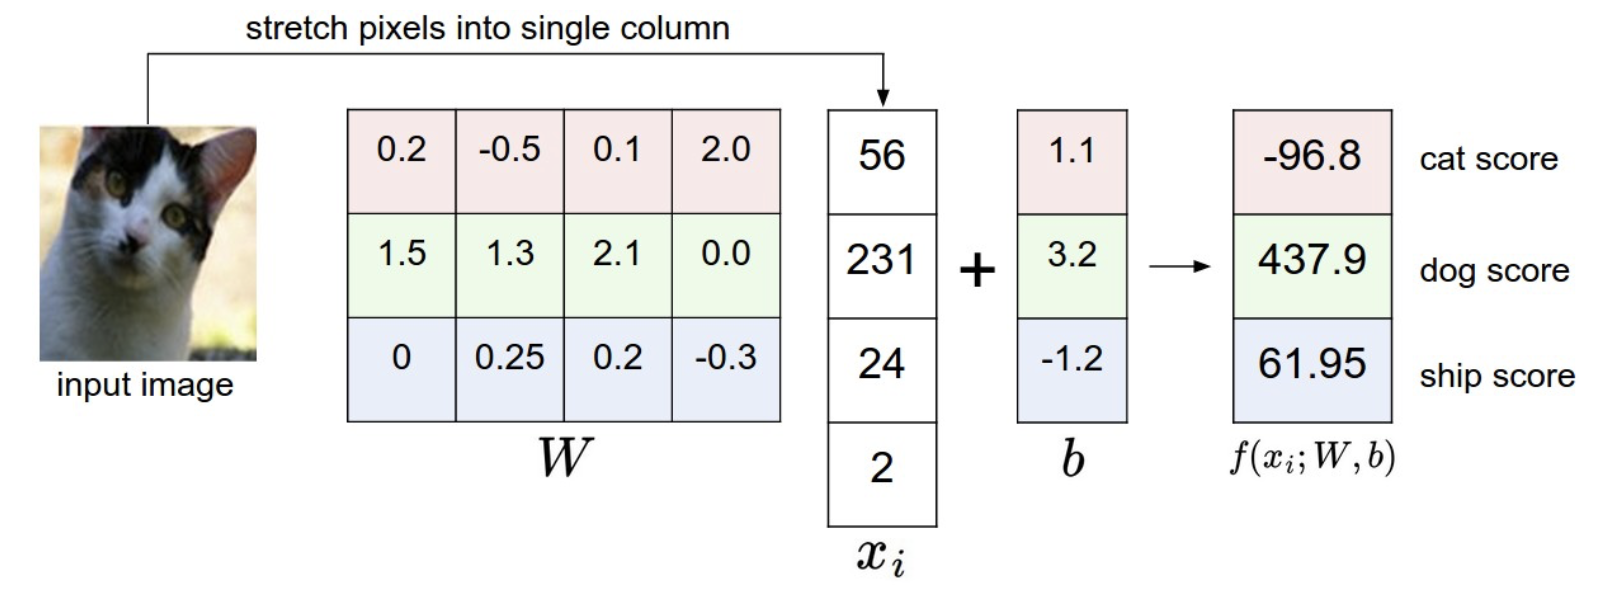 stretch pixels into single column
0.2 -0.5 0.1 2.0
1.5 1.3 2.1 0.0
0 0.25 0.2 -0.3
W
56
231
24
2
x_i
+
1.1
3.2
-1.2
b
-96.8 cat score
437.9 dog score
61.95 ship score
f(x_i; W, b)
input image